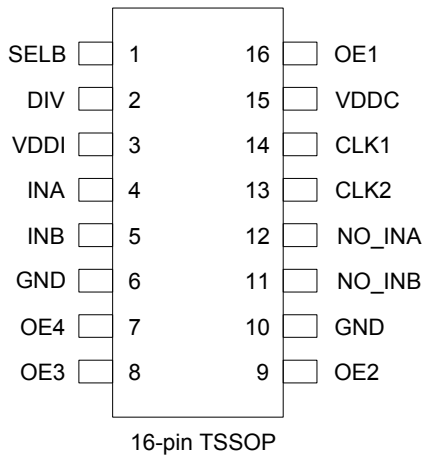 SELB 1 16 OE1
DIV 2 15 VDDC
VDDI 3 14 CLK1
INA 4 13 CLK2
INB 5 12 NO_INA
GND 6 11 NO_INB
OE4 7 10 GND
OE3 8 9 OE2
16-pin TSSOP